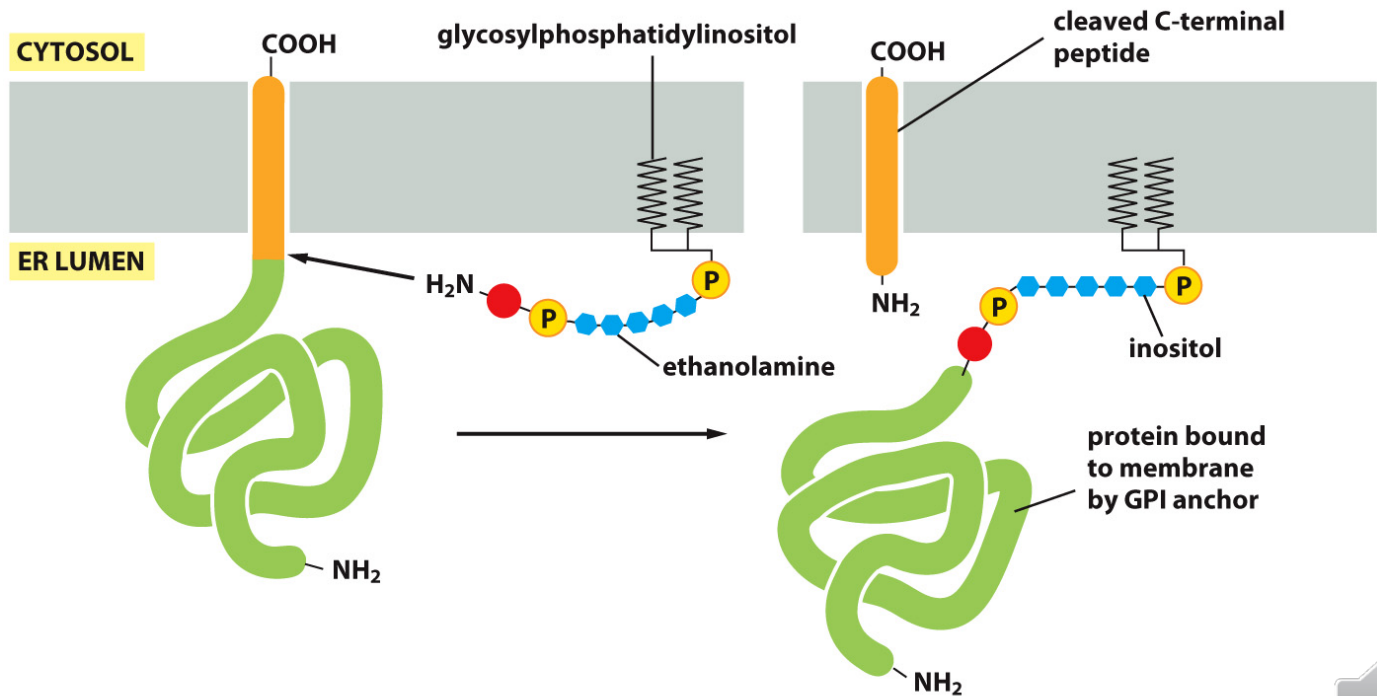 CYTOSOL
COOH
glycosylphosphatidylinositol
COOH
cleaved C-terminal
peptide
ER LUMEN
H₂N
P
P
ethanolamine
NH₂
P
P
inositol
protein bound
to membrane
by GPI anchor
NH₂
NH₂